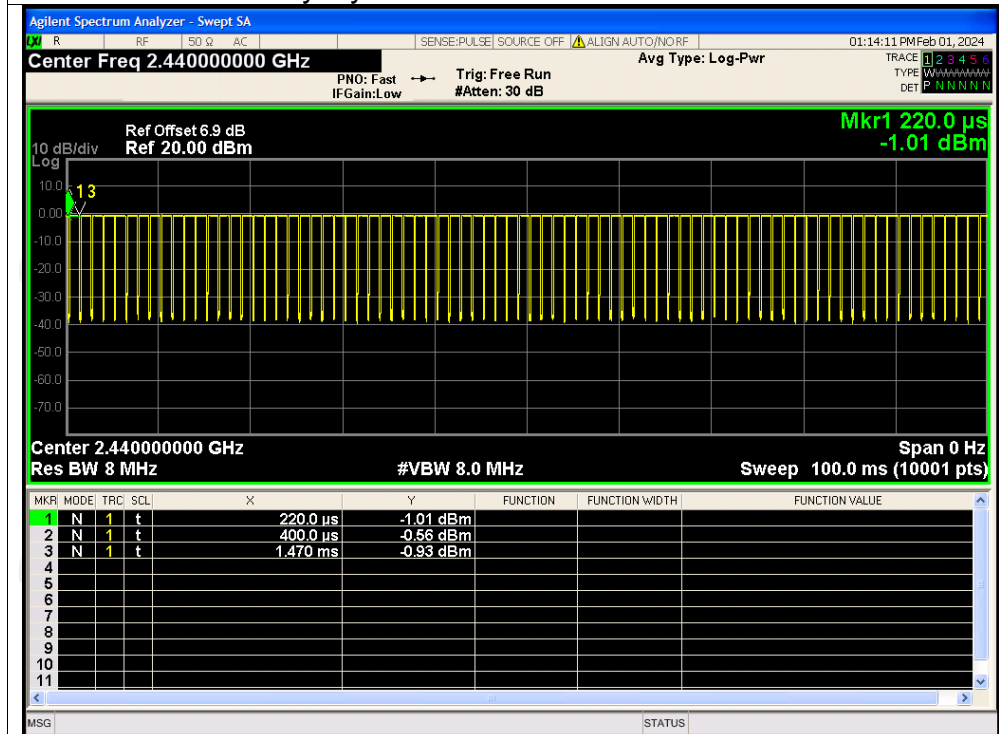 Agilent Spectrum Analyzer - Swept SA
LXI R RF 50 Ω AC SENSE:PULSE SOURCE OFF ALIGN AUTO/NO RF 01:14:11 PM Feb 01, 2024
Center Freq 2.440000000 GHz
PNO: Fast
IFGain:Low
Trig: Free Run
#Atten: 30 dB
Avg Type: Log-Pwr
TRACE 1 2 3 4 5 6
TYPE WWWWWWW
DET P N N N N N
Mkr1 220.0 µs
-1.01 dBm
Ref Offset 6.9 dB
10 dB/div Ref 20.00 dBm
Log
10.0
1 3
0.00
-10.0
-20.0
-30.0
-40.0
-50.0
-60.0
-70.0
Center 2.440000000 GHz Span 0 Hz
Res BW 8 MHz #VBW 8.0 MHz Sweep 100.0 ms (10001 pts)
MKR MODE TRC SCL X Y FUNCTION FUNCTION WIDTH FUNCTION VALUE
1 N 1 t 220.0 µs -1.01 dBm
2 N 1 t 400.0 µs -0.56 dBm
3 N 1 t 1.470 ms -0.93 dBm
4
5
6
7
8
9
10
11
MSG STATUS